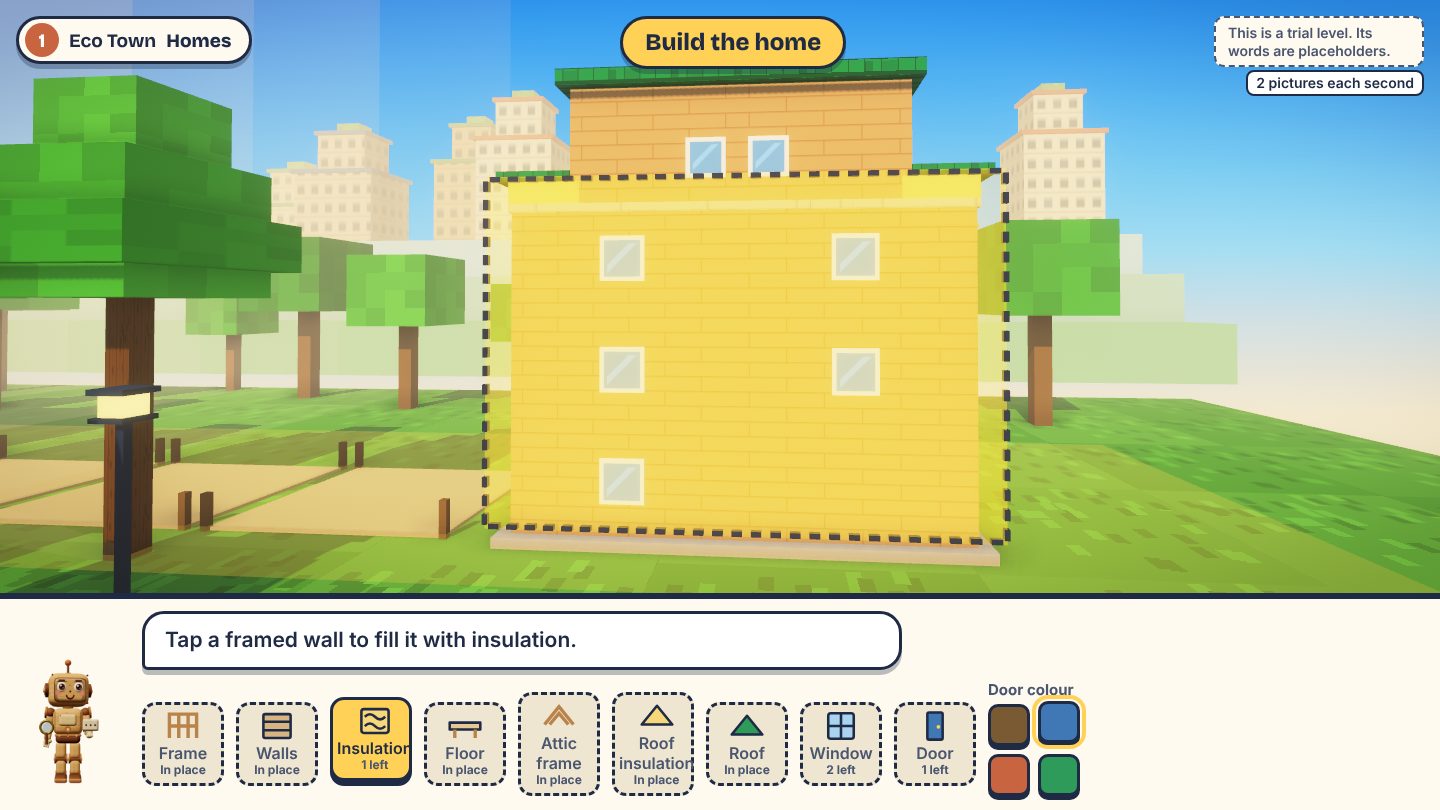 1 Eco Town Homes
Build the home
This is a trial level. Its
words are placeholders.
2 pictures each second
Tap a framed wall to fill it with insulation.
Door colour
Frame
In place
Walls
In place
Insulation
1 left
Floor
In place
Attic
frame
In place
Roof
insulation
In place
Roof
In place
Window
2 left
Door
1 left